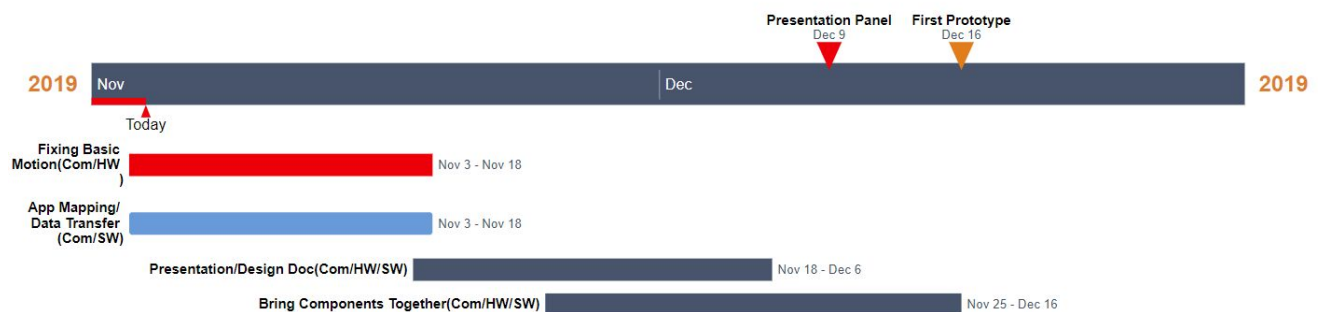 Presentation Panel
Dec 9
First Prototype
Dec 16
2019
Nov
Dec
2019
Today
Fixing Basic
Motion(Com/HW
)
Nov 3 - Nov 18
App Mapping/
Data Transfer
(Com/SW)
Nov 3 - Nov 18
Presentation/Design Doc(Com/HW/SW)
Nov 18 - Dec 6
Bring Components Together(Com/HW/SW)
Nov 25 - Dec 16